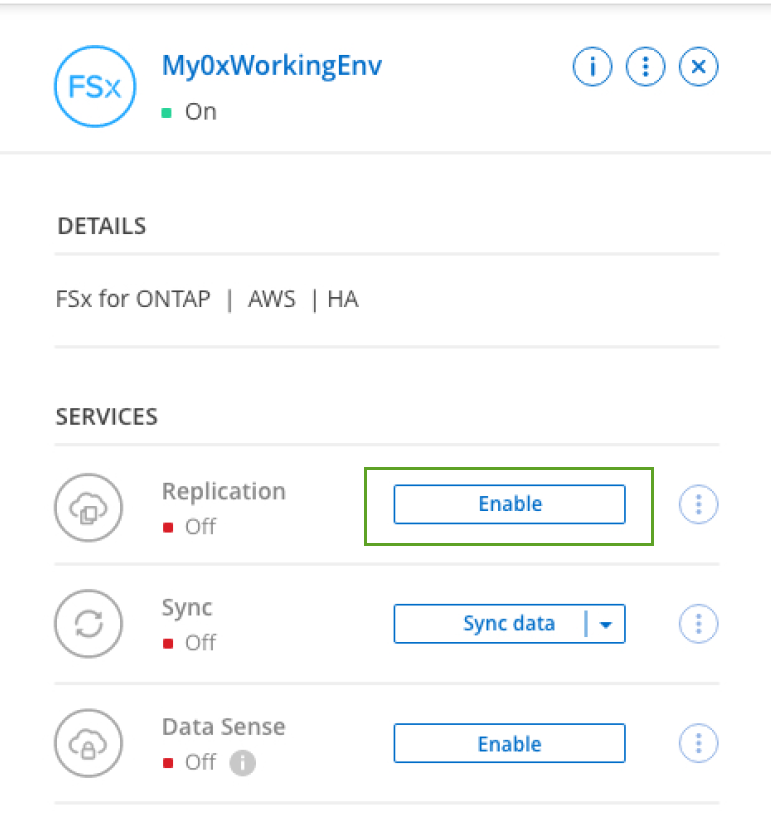 FSx
My0xWorkingEnv
On
DETAILS
FSx for ONTAP | AWS | HA
SERVICES
Replication
Off
Enable
Sync
Off
Sync data
Data Sense
Off
Enable